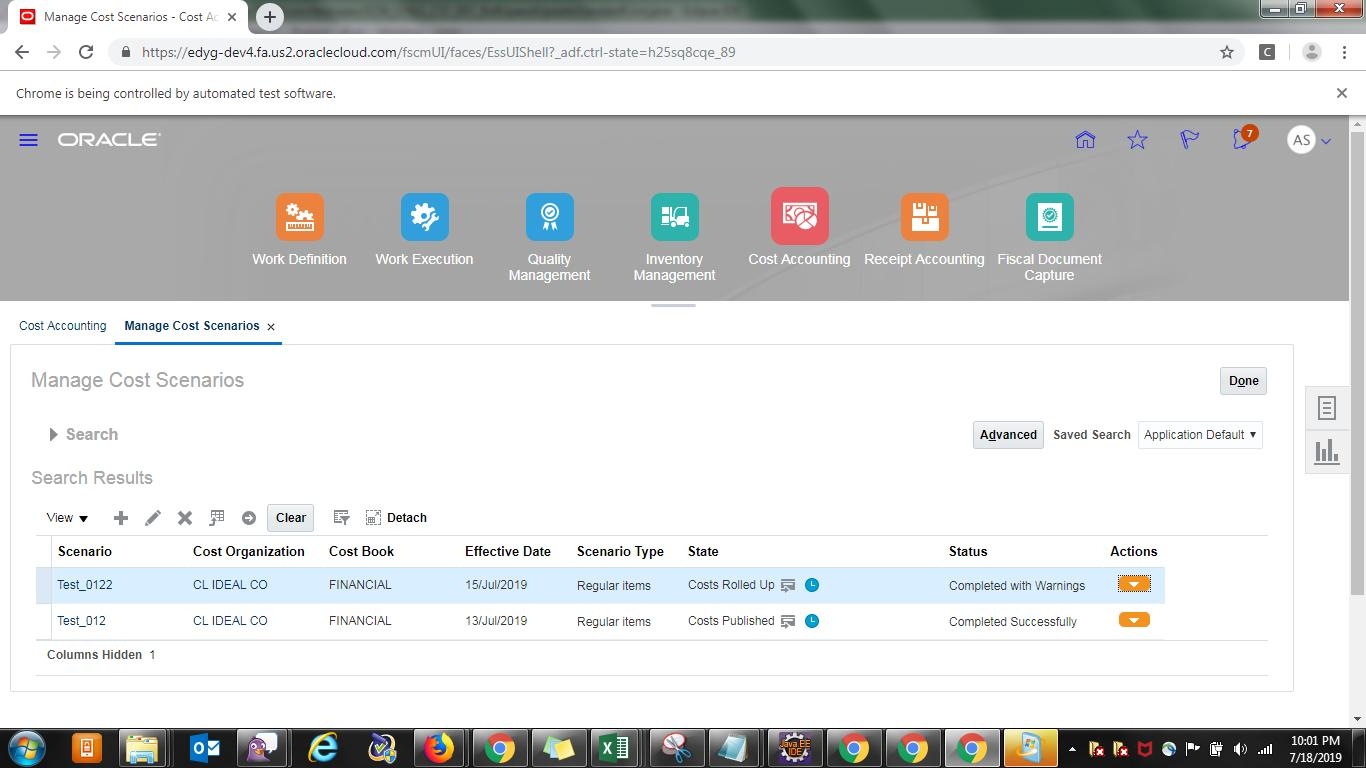 Manage Cost Scenarios - Cost Ac
https://edyg-dev4.fa.us2.oraclecloud.com/fscmUI/faces/EssUIShell?_adf.ctrl-state=h25sq8cqe_89
C
Chrome is being controlled by automated test software.
ORACLE
7
AS
Work Definition
Work Execution
Quality Management
Inventory Management
Cost Accounting
Receipt Accounting
Fiscal Document Capture
Cost Accounting
Manage Cost Scenarios
Manage Cost Scenarios
Done
Search
Advanced
Saved Search
Application Default
Search Results
View
Clear
Detach
Scenario Cost Organization Cost Book Effective Date Scenario Type State Status Actions
Test_0122 CL IDEAL CO FINANCIAL 15/Jul/2019 Regular items Costs Rolled Up Completed with Warnings
Test_012 CL IDEAL CO FINANCIAL 13/Jul/2019 Regular items Costs Published Completed Successfully
Columns Hidden 1
Java EE
IDE
10:01 PM
7/18/2019